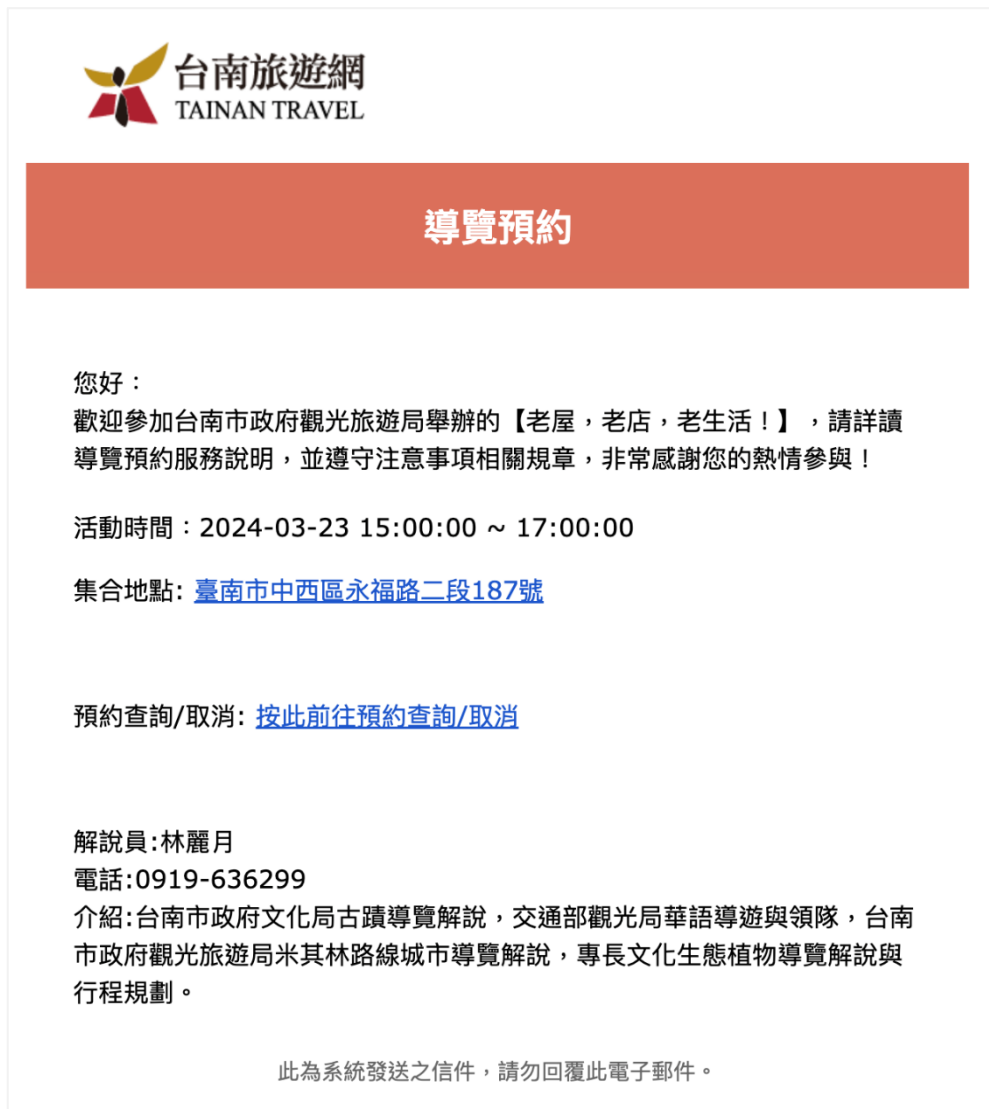 台南旅遊網
TAINAN TRAVEL
導覽預約
您好：
歡迎參加台南市政府觀光旅遊局舉辦的【老屋，老店，老生活！】，請詳讀
導覽預約服務說明，並遵守注意事項相關規章，非常感謝您的熱情參與！
活動時間：2024-03-23 15:00:00 ~ 17:00:00
集合地點: 臺南市中西區永福路二段187號
預約查詢/取消: 按此前往預約查詢/取消
解說員:林麗月
電話:0919-636299
介紹:台南市政府文化局古蹟導覽解說，交通部觀光局華語導遊與領隊，台南
市政府觀光旅遊局米其林路線城市導覽解說，專長文化生態植物導覽解說與
行程規劃。
此為系統發送之信件，請勿回覆此電子郵件。